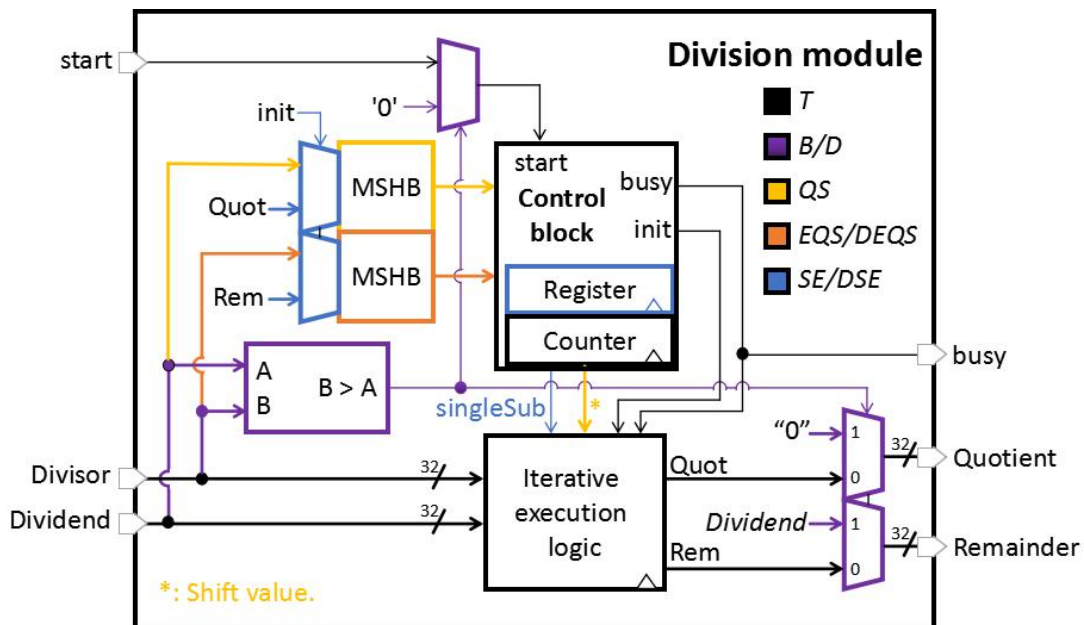 Division module
start
T
'0'
B/D
init
start
busy
QS
MSHB
Control
block
Quot
init
EQS/DEQS
MSHB
SE/DSE
Rem
Register
Counter
busy
A
B > A
B
singleSub
*
"0"
1
32
Quotient
Divisor
32
Iterative
execution
logic
Quot
0
Dividend
32
Dividend
1
32
Remainder
Rem
0
*: Shift value.